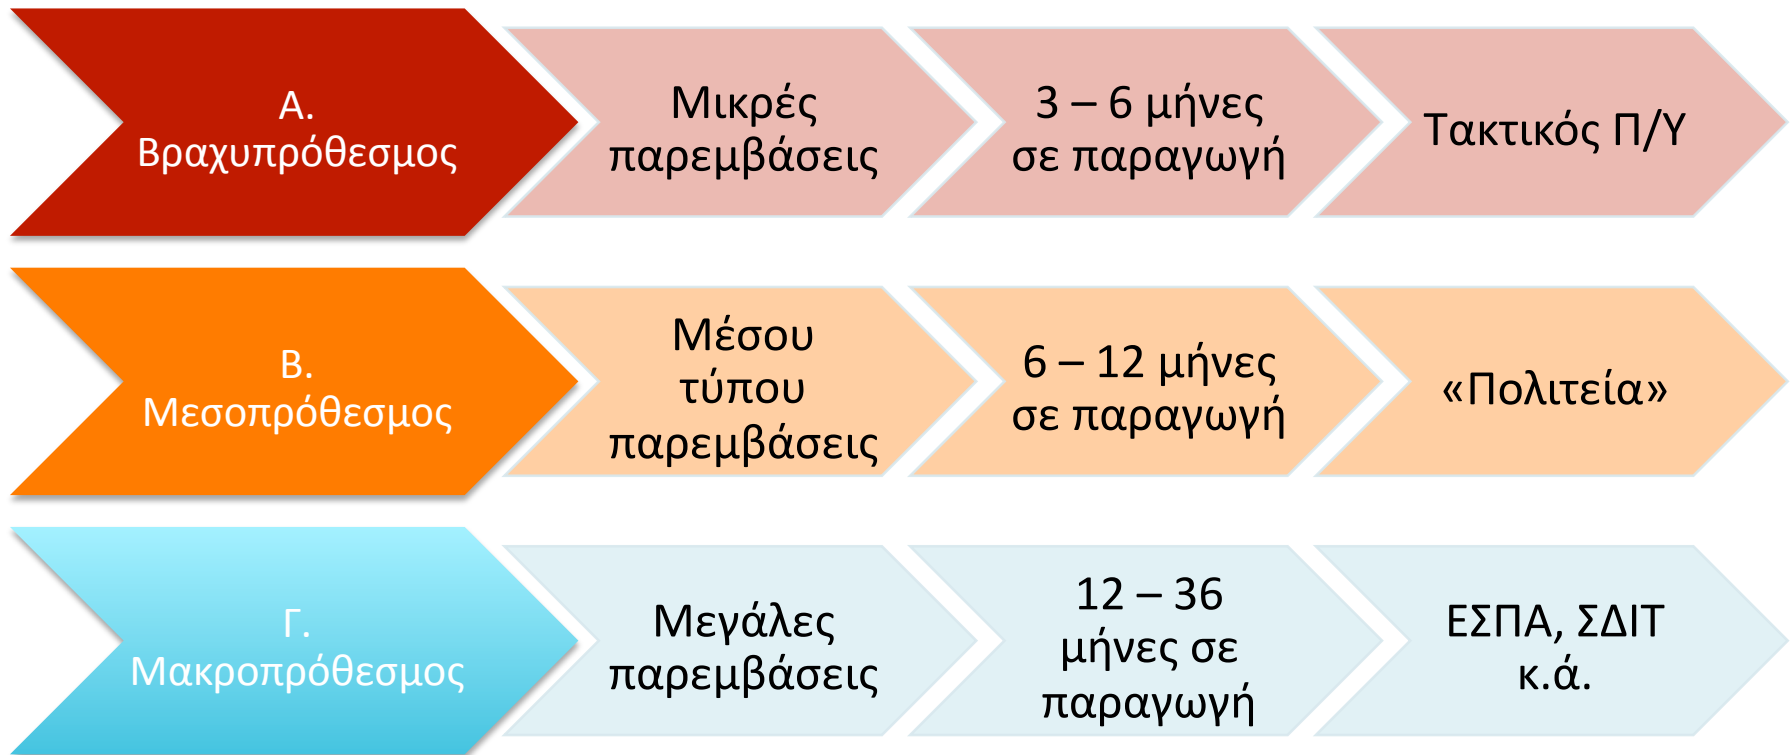 Α.
Βραχυπρόθεσμος
Μικρές
παρεμβάσεις
3 – 6 μήνες
σε παραγωγή
Τακτικός Π/Υ
Β.
Μεσοπρόθεσμος
Μέσου
τύπου
παρεμβάσεις
6 – 12 μήνες
σε παραγωγή
«Πολιτεία»
Γ.
Μακροπρόθεσμος
Μεγάλες
παρεμβάσεις
12 – 36
μήνες σε
παραγωγή
ΕΣΠΑ, ΣΔΙΤ
κ.ά.